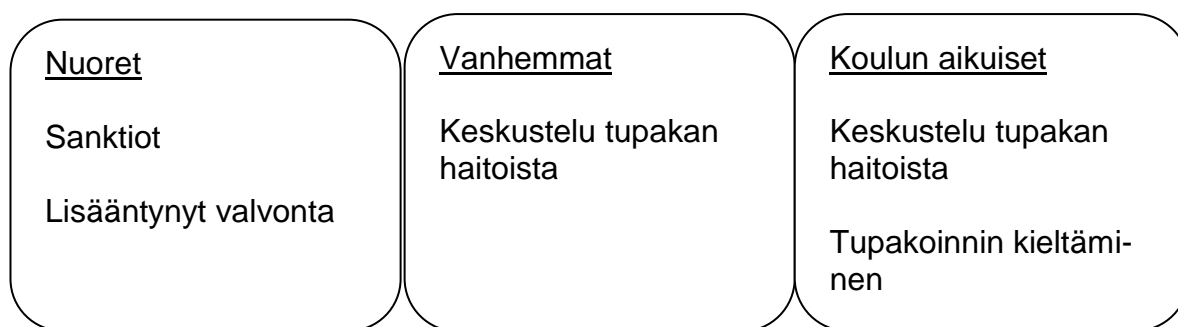 Nuoret
Sanktiot
Lisääntynyt valvonta
Vanhemmat
Keskustelu tupakan
haitoista
Koulun aikuiset
Keskustelu tupakan
haitoista
Tupakoinnin kieltämi-
nen